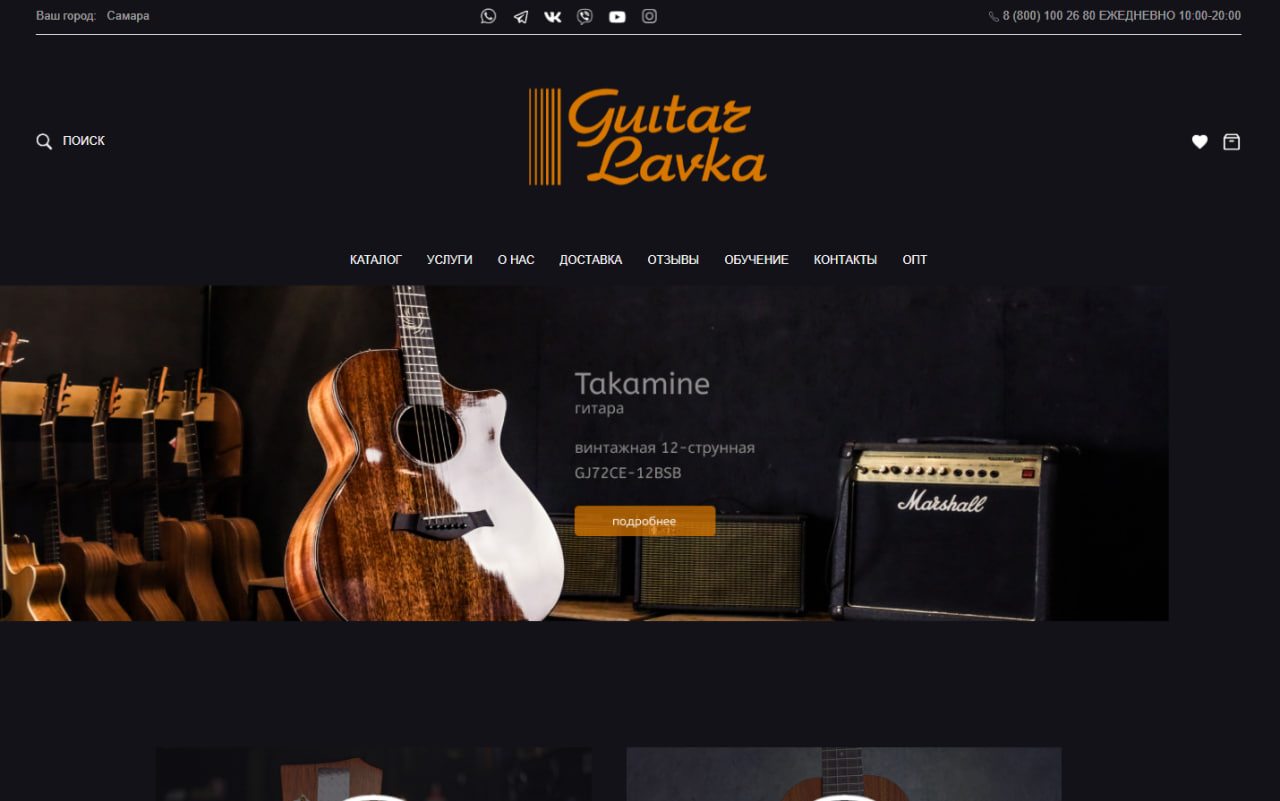 Ваш город: Самара
8 (800) 100 26 80 ЕЖЕДНЕВНО 10:00-20:00
ПОИСК
Guitar
Lavka
КАТАЛОГ УСЛУГИ О НАС ДОСТАВКА ОТЗЫВЫ ОБУЧЕНИЕ КОНТАКТЫ ОПТ
Takamine
гитара
винтажная 12-струнная
GJ72CE-12BSB
Marshall
подробнее